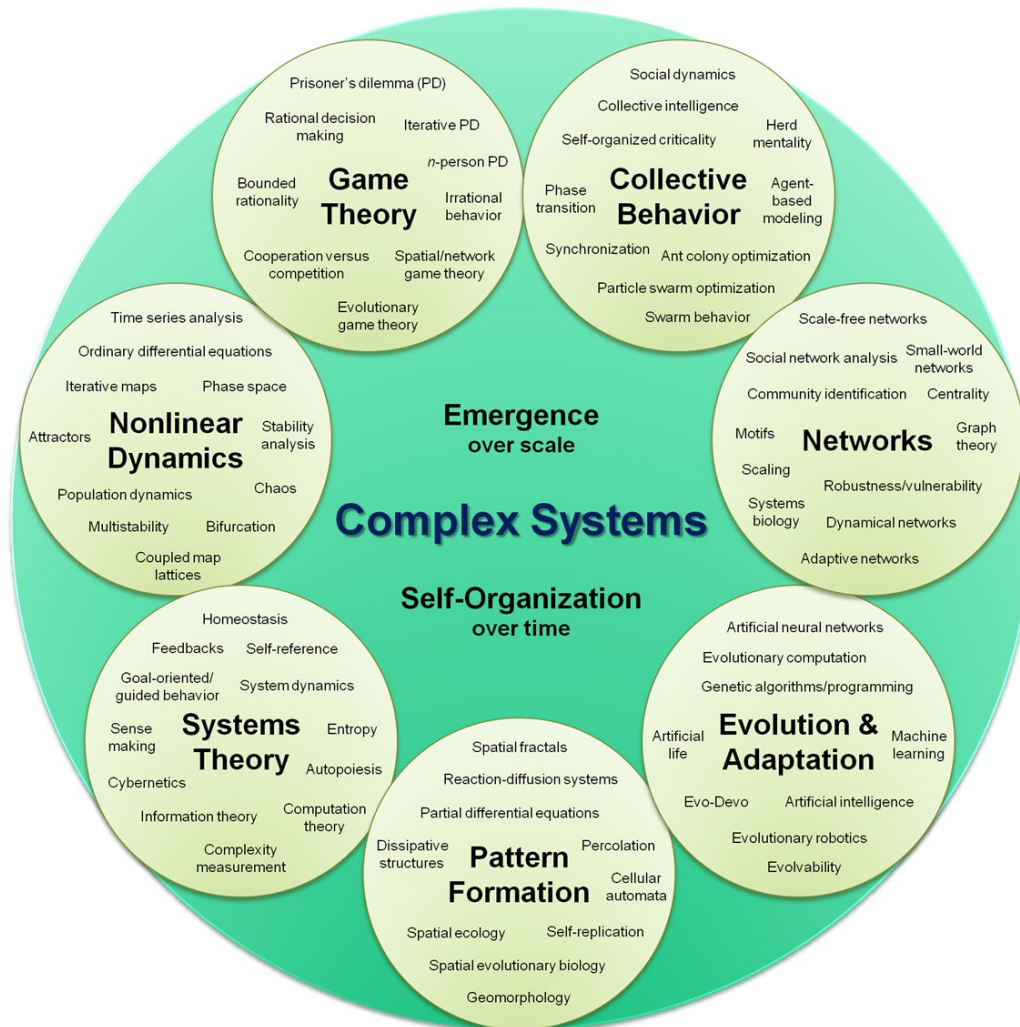 Prisoner's dilemma (PD)
Rational decision
making
Iterative PD
n-person PD
Bounded
rationality
Game
Theory
Irrational
behavior
Cooperation versus
competition
Spatial/network
game theory
Evolutionary
game theory
Social dynamics
Collective intelligence
Self-organized criticality
Herd
mentality
Phase
transition
Collective
Behavior
Agent-
based
modeling
Synchronization
Ant colony optimization
Particle swarm optimization
Swarm behavior
Time series analysis
Ordinary differential equations
Iterative maps
Phase space
Attractors
Nonlinear
Dynamics
Stability
analysis
Population dynamics
Chaos
Multistability
Bifurcation
Coupled map
lattices
Emergence
over scale
Complex Systems
Self-Organization
over time
Scale-free networks
Social network analysis
Small-world
networks
Community identification
Centrality
Motifs
Networks
Graph
theory
Scaling
Robustness/vulnerability
Systems
biology
Dynamical networks
Adaptive networks
Homeostasis
Feedbacks
Self-reference
Goal-oriented/
guided behavior
System dynamics
Sense
making
Systems
Theory
Entropy
Cybernetics
Autopoiesis
Information theory
Computation
theory
Complexity
measurement
Spatial fractals
Reaction-diffusion systems
Partial differential equations
Dissipative
structures
Pattern
Formation
Percolation
Cellular
automata
Spatial ecology
Self-replication
Spatial evolutionary biology
Geomorphology
Artificial neural networks
Evolutionary computation
Genetic algorithms/programming
Artificial
life
Evolution &
Adaptation
Machine
learning
Evo-Devo
Artificial intelligence
Evolutionary robotics
Evolvability